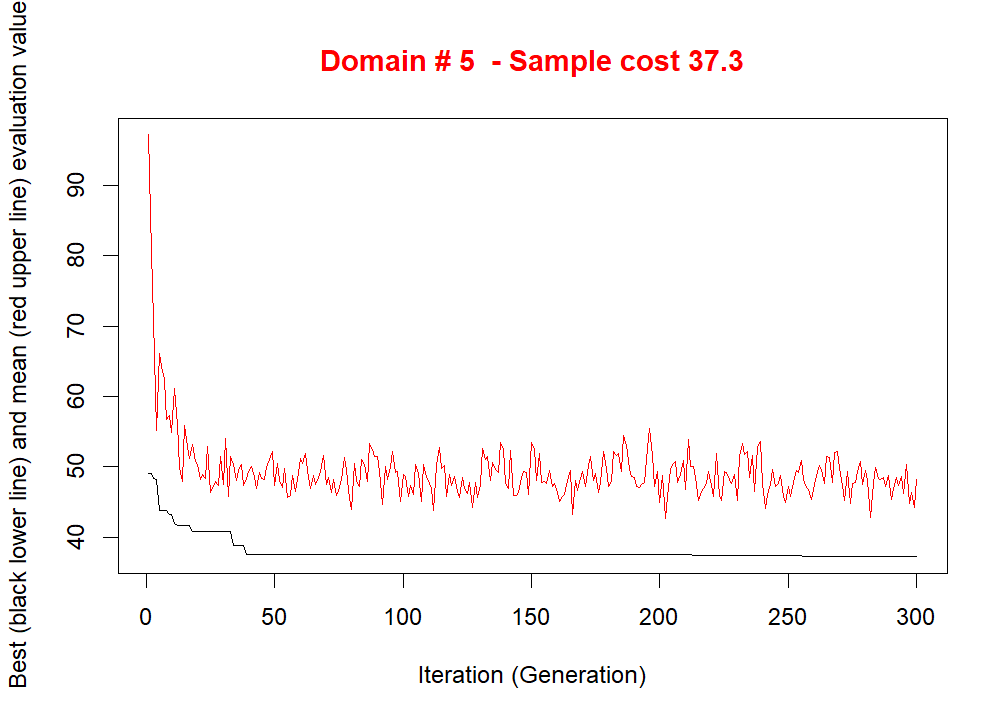 Domain # 5  - Sample cost 37.3
Best (black lower line) and mean (red upper line) evaluation value
90
80
70
60
50
40
0 50 100 150 200 250 300
Iteration (Generation)